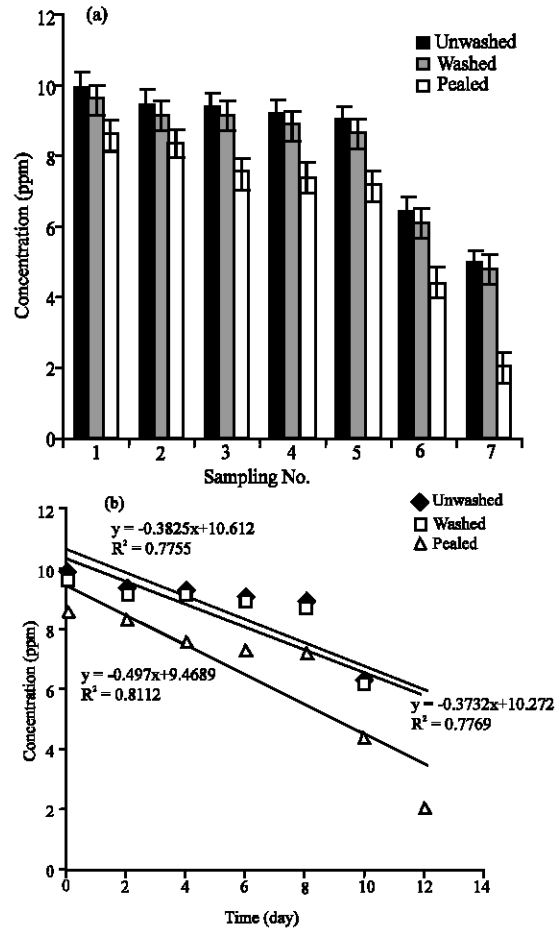 (a)
12
10
8
6
4
2
0
Concentration (ppm)
Unwashed
Washed
Pealed
1 2 3 4 5 6 7
Sampling No.
(b)
12
10
8
6
4
2
0
Concentration (ppm)
Unwashed
Washed
Pealed
y = -0.3825x+10.612
R² = 0.7755
y = -0.497x+9.4689
R² = 0.8112
y = -0.3732x+10.272
R² = 0.7769
0 2 4 6 8 10 12 14
Time (day)